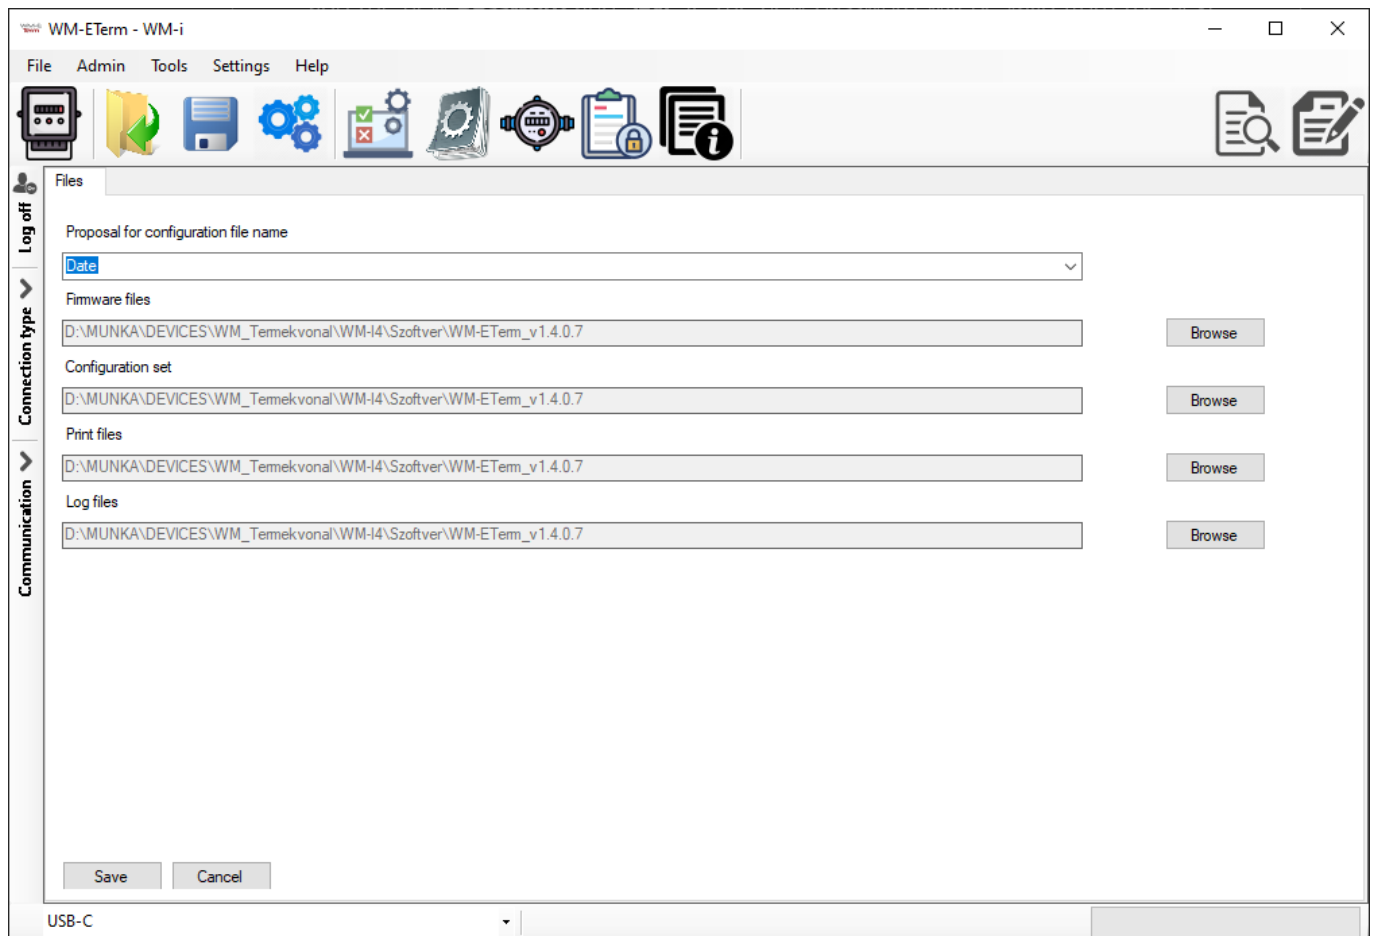 WM-ETerm - WM-i
File Admin Tools Settings Help
Files
Log off
Connection type
Communication
Proposal for configuration file name
Date
Firmware files
D:\MUNKA\DEVICES\WM_Termekvonal\WM-I4\Szoftver\WM-ETerm_v1.4.0.7
Browse
Configuration set
D:\MUNKA\DEVICES\WM_Termekvonal\WM-I4\Szoftver\WM-ETerm_v1.4.0.7
Browse
Print files
D:\MUNKA\DEVICES\WM_Termekvonal\WM-I4\Szoftver\WM-ETerm_v1.4.0.7
Browse
Log files
D:\MUNKA\DEVICES\WM_Termekvonal\WM-I4\Szoftver\WM-ETerm_v1.4.0.7
Browse
Save Cancel
USB-C